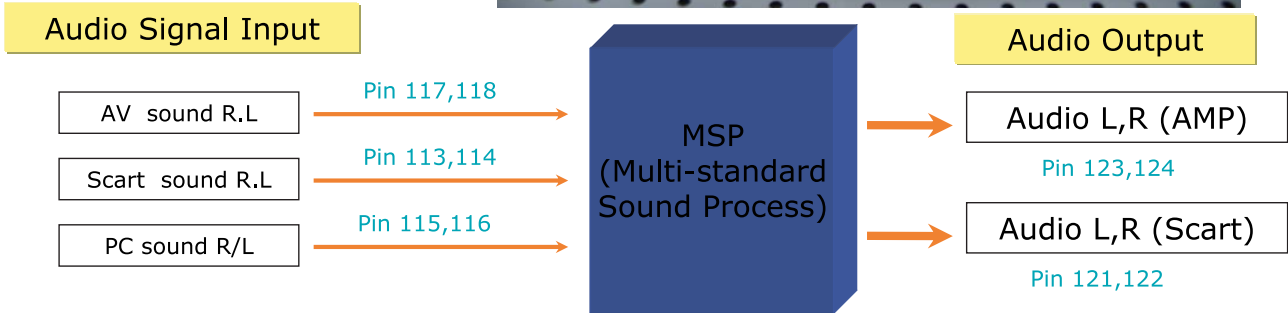 Audio Signal Input
AV sound R.L
Pin 117,118
Scart sound R.L
Pin 113,114
PC sound R/L
Pin 115,116
MSP
(Multi-standard
Sound Process)
Audio Output
Audio L,R (AMP)
Pin 123,124
Audio L,R (Scart)
Pin 121,122